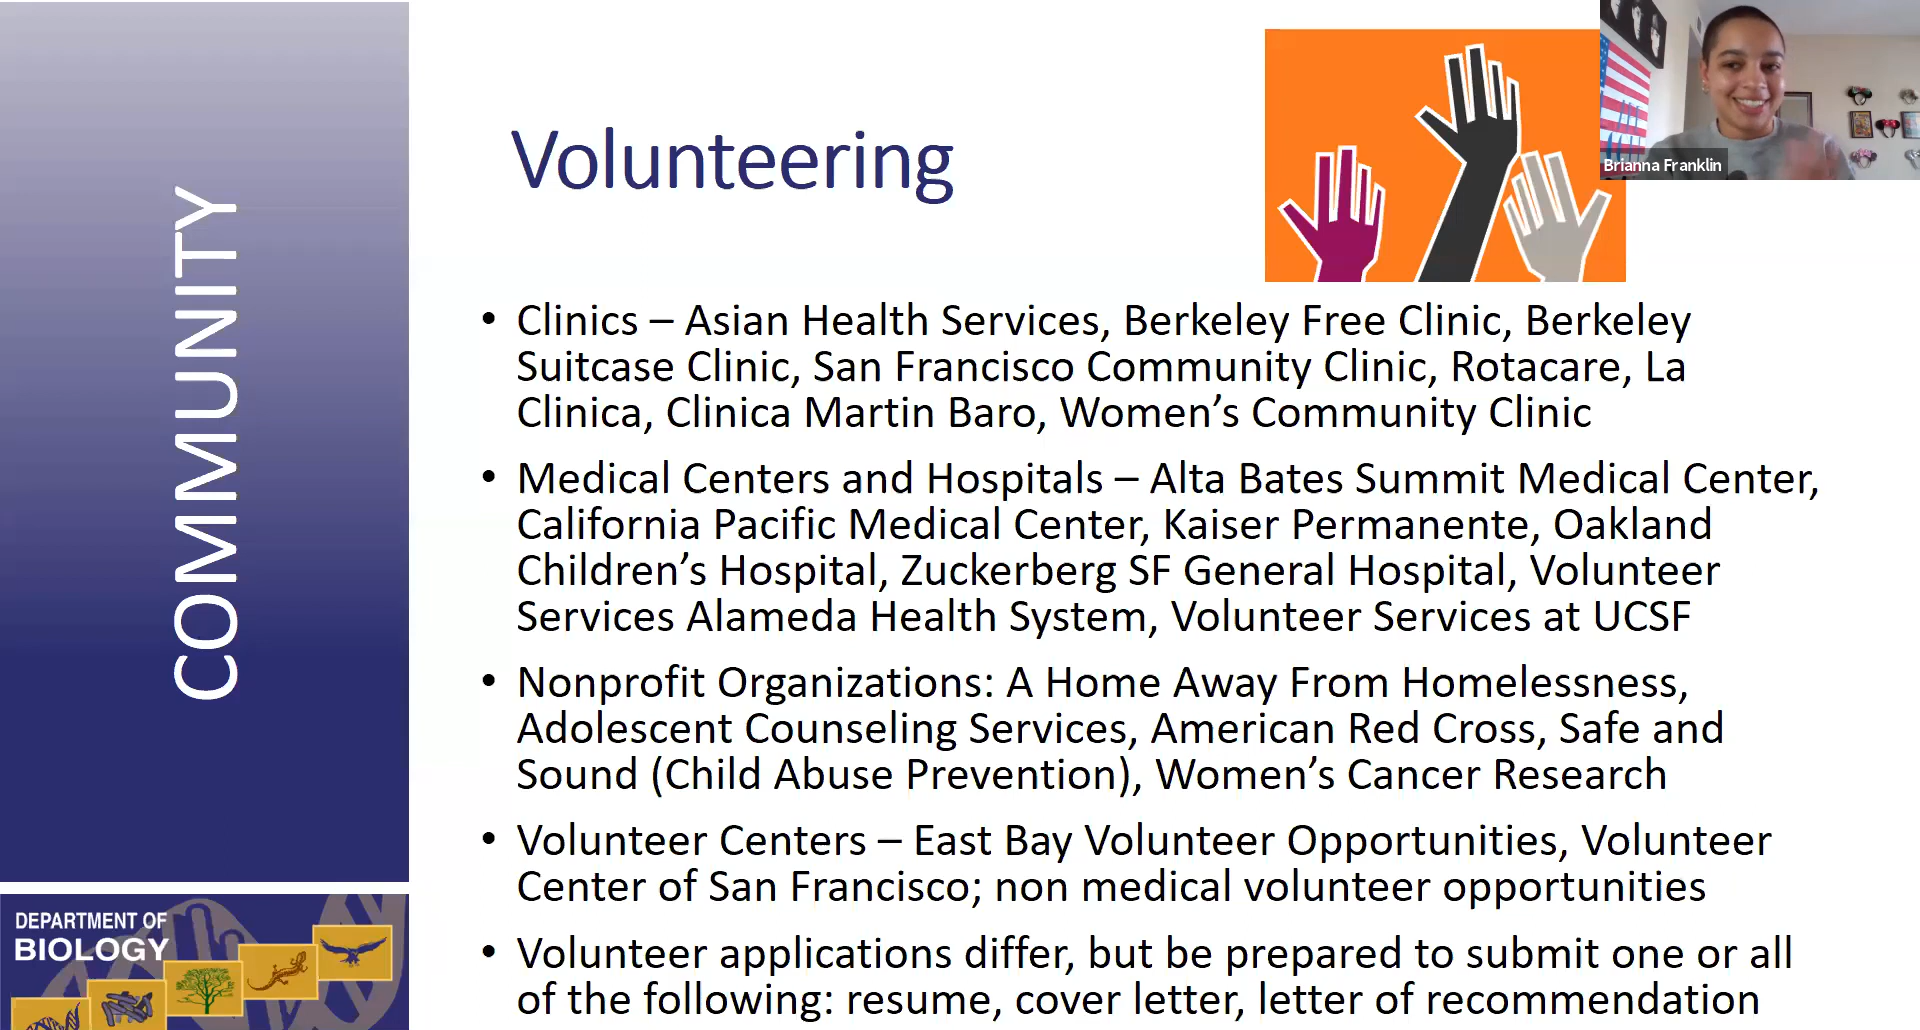 COMMUNITY
Volunteering
Brianna Franklin
• Clinics – Asian Health Services, Berkeley Free Clinic, Berkeley
Suitcase Clinic, San Francisco Community Clinic, Rotacare, La
Clinica, Clinica Martin Baro, Women’s Community Clinic
• Medical Centers and Hospitals – Alta Bates Summit Medical Center,
California Pacific Medical Center, Kaiser Permanente, Oakland
Children’s Hospital, Zuckerberg SF General Hospital, Volunteer
Services Alameda Health System, Volunteer Services at UCSF
• Nonprofit Organizations: A Home Away From Homelessness,
Adolescent Counseling Services, American Red Cross, Safe and
Sound (Child Abuse Prevention), Women’s Cancer Research
• Volunteer Centers – East Bay Volunteer Opportunities, Volunteer
Center of San Francisco; non medical volunteer opportunities
• Volunteer applications differ, but be prepared to submit one or all
of the following: resume, cover letter, letter of recommendation
DEPARTMENT OF
BIOLOGY